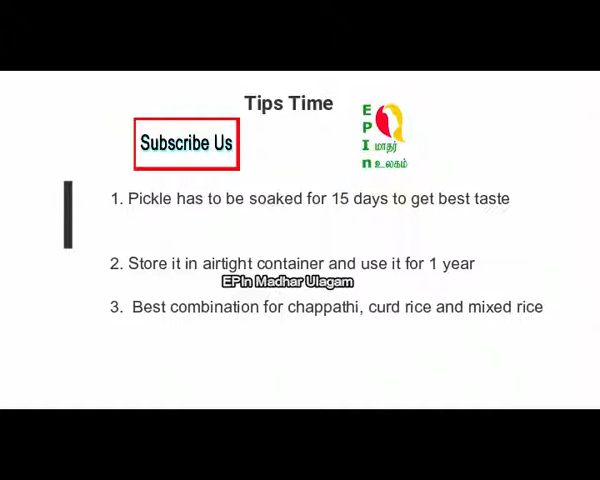 Tips Time
Subscribe Us
E
P
I மாதர்
n உலகம்
1. Pickle has to be soaked for 15 days to get best taste
2. Store it in airtight container and use it for 1 year
EPIn Madhar Ulagam
3. Best combination for chappathi, curd rice and mixed rice